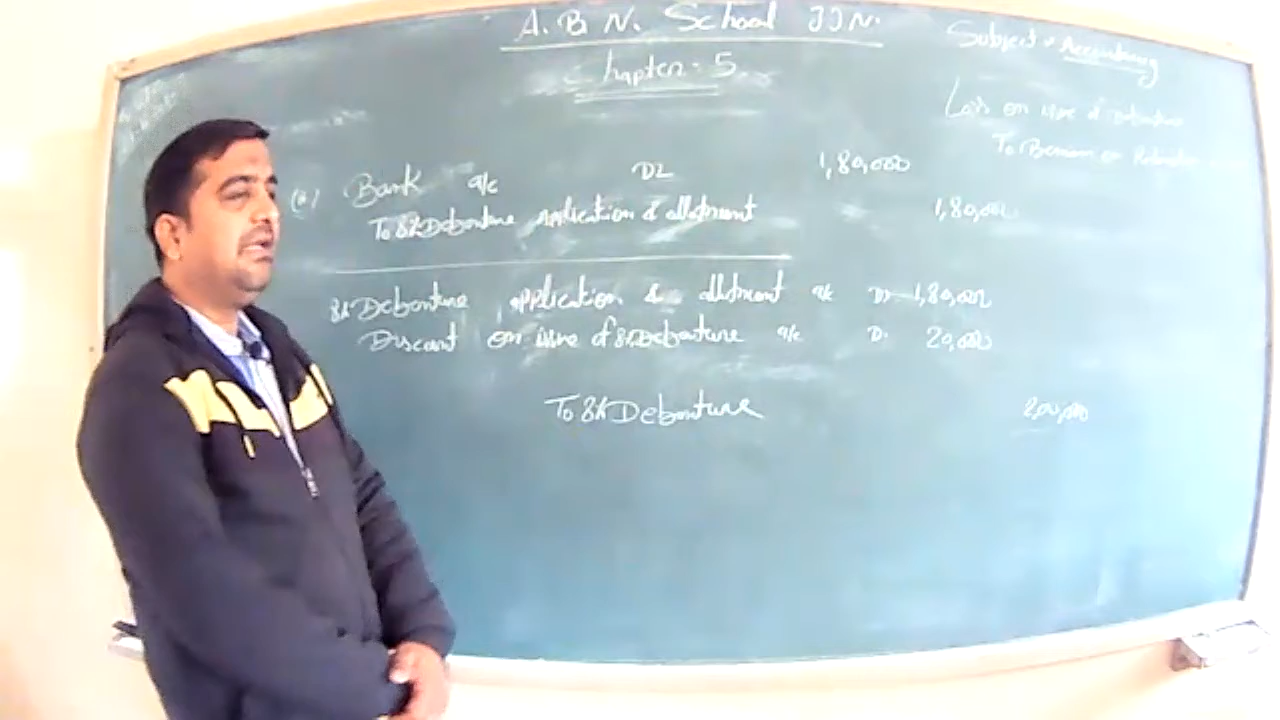 A. B. N. School JJN.
Chapter - 5
Subject - Accounting
Loss on issue of debenture
To Premium on Redemption
(a) Bank a/c Dr 1,80,000
To 8% Debenture application & allotment 1,80,000
8% Debenture application & allotment a/c Dr 1,80,000
Discount on issue of 8% Debenture a/c D. 20,000
To 8% Debenture 2,00,000